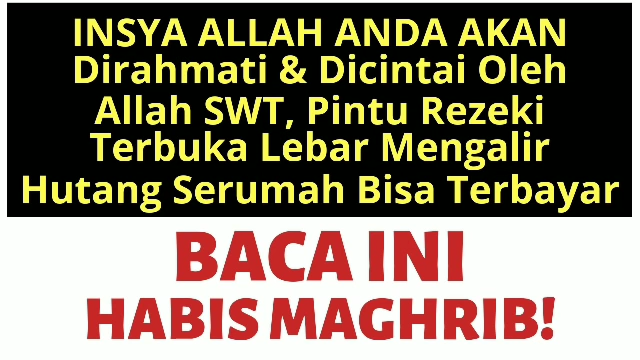 INSYA ALLAH ANDA AKAN
Dirahmati & Dicintai Oleh
Allah SWT, Pintu Rezeki
Terbuka Lebar Mengalir
Hutang Serumah Bisa Terbayar
BACA INI
HABIS MAGHRIB!